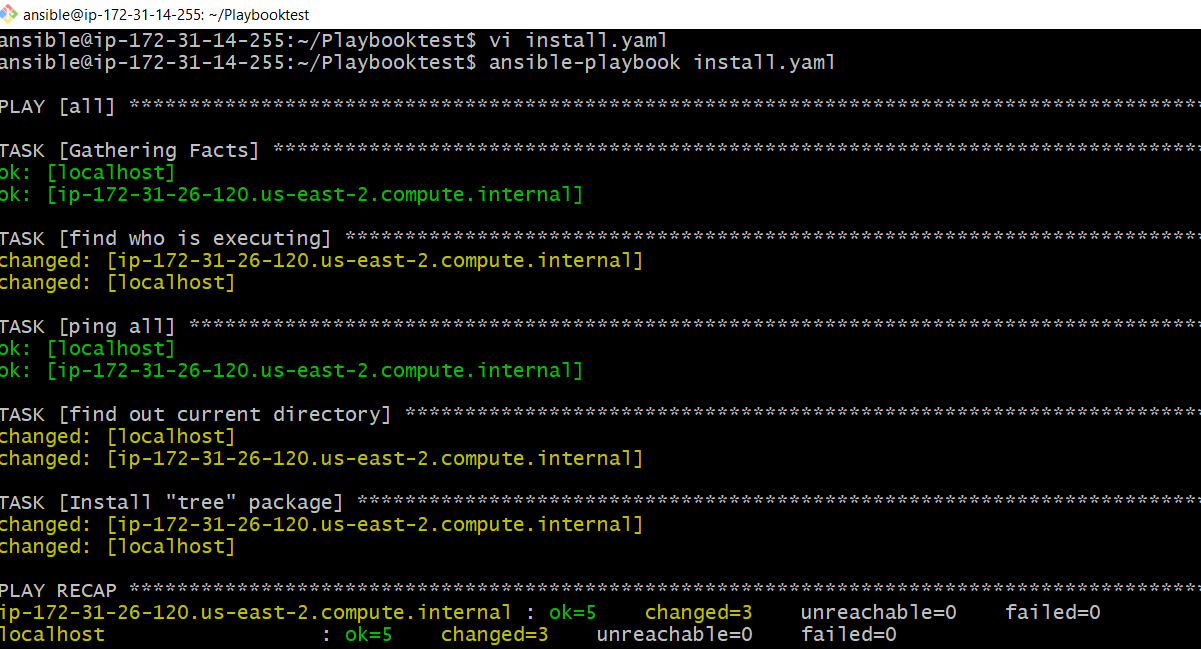 ansible@ip-172-31-14-255: ~/Playbooktest
ansible@ip-172-31-14-255:~/Playbooktest$ vi install.yaml
ansible@ip-172-31-14-255:~/Playbooktest$ ansible-playbook install.yaml
PLAY [all] *****************************************************************************************
TASK [Gathering Facts] *****************************************************************************
ok: [localhost]
ok: [ip-172-31-26-120.us-east-2.compute.internal]
TASK [find who is executing] ***********************************************************************
changed: [ip-172-31-26-120.us-east-2.compute.internal]
changed: [localhost]
TASK [ping all] ************************************************************************************
ok: [localhost]
ok: [ip-172-31-26-120.us-east-2.compute.internal]
TASK [find out current directory] ******************************************************************
changed: [localhost]
changed: [ip-172-31-26-120.us-east-2.compute.internal]
TASK [Install "tree" package] **********************************************************************
changed: [ip-172-31-26-120.us-east-2.compute.internal]
changed: [localhost]
PLAY RECAP *****************************************************************************************
ip-172-31-26-120.us-east-2.compute.internal : ok=5    changed=3    unreachable=0    failed=0
localhost                  : ok=5    changed=3    unreachable=0    failed=0